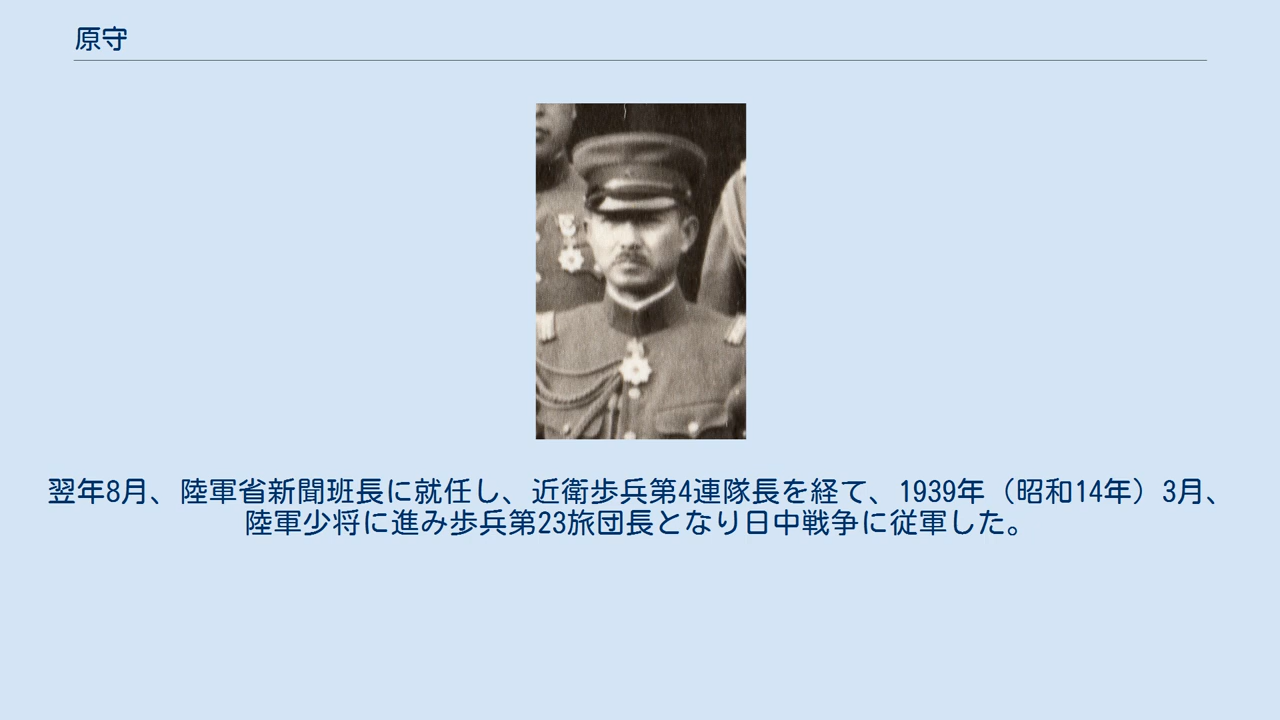 原守
翌年8月、陸軍省新聞班長に就任し、近衛歩兵第4連隊長を経て、1939年（昭和14年）3月、
陸軍少将に進み歩兵第23旅団長となり日中戦争に従軍した。